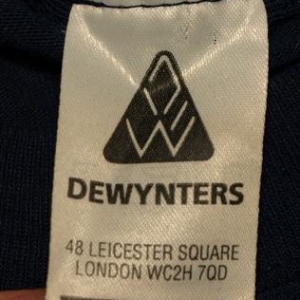 DEWYNTERS
48 LEICESTER SQUARE
LONDON WC2H 7QD